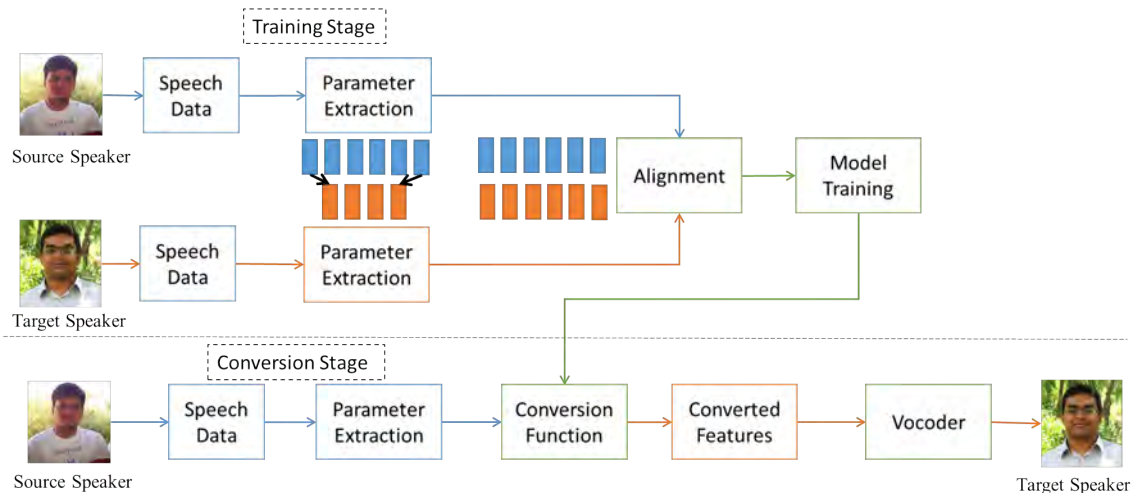 Training Stage
Speech
Data
Parameter
Extraction
Source Speaker
Alignment
Model
Training
Speech
Data
Parameter
Extraction
Target Speaker
Conversion Stage
Speech
Data
Parameter
Extraction
Conversion
Function
Converted
Features
Vocoder
Source Speaker
Target Speaker